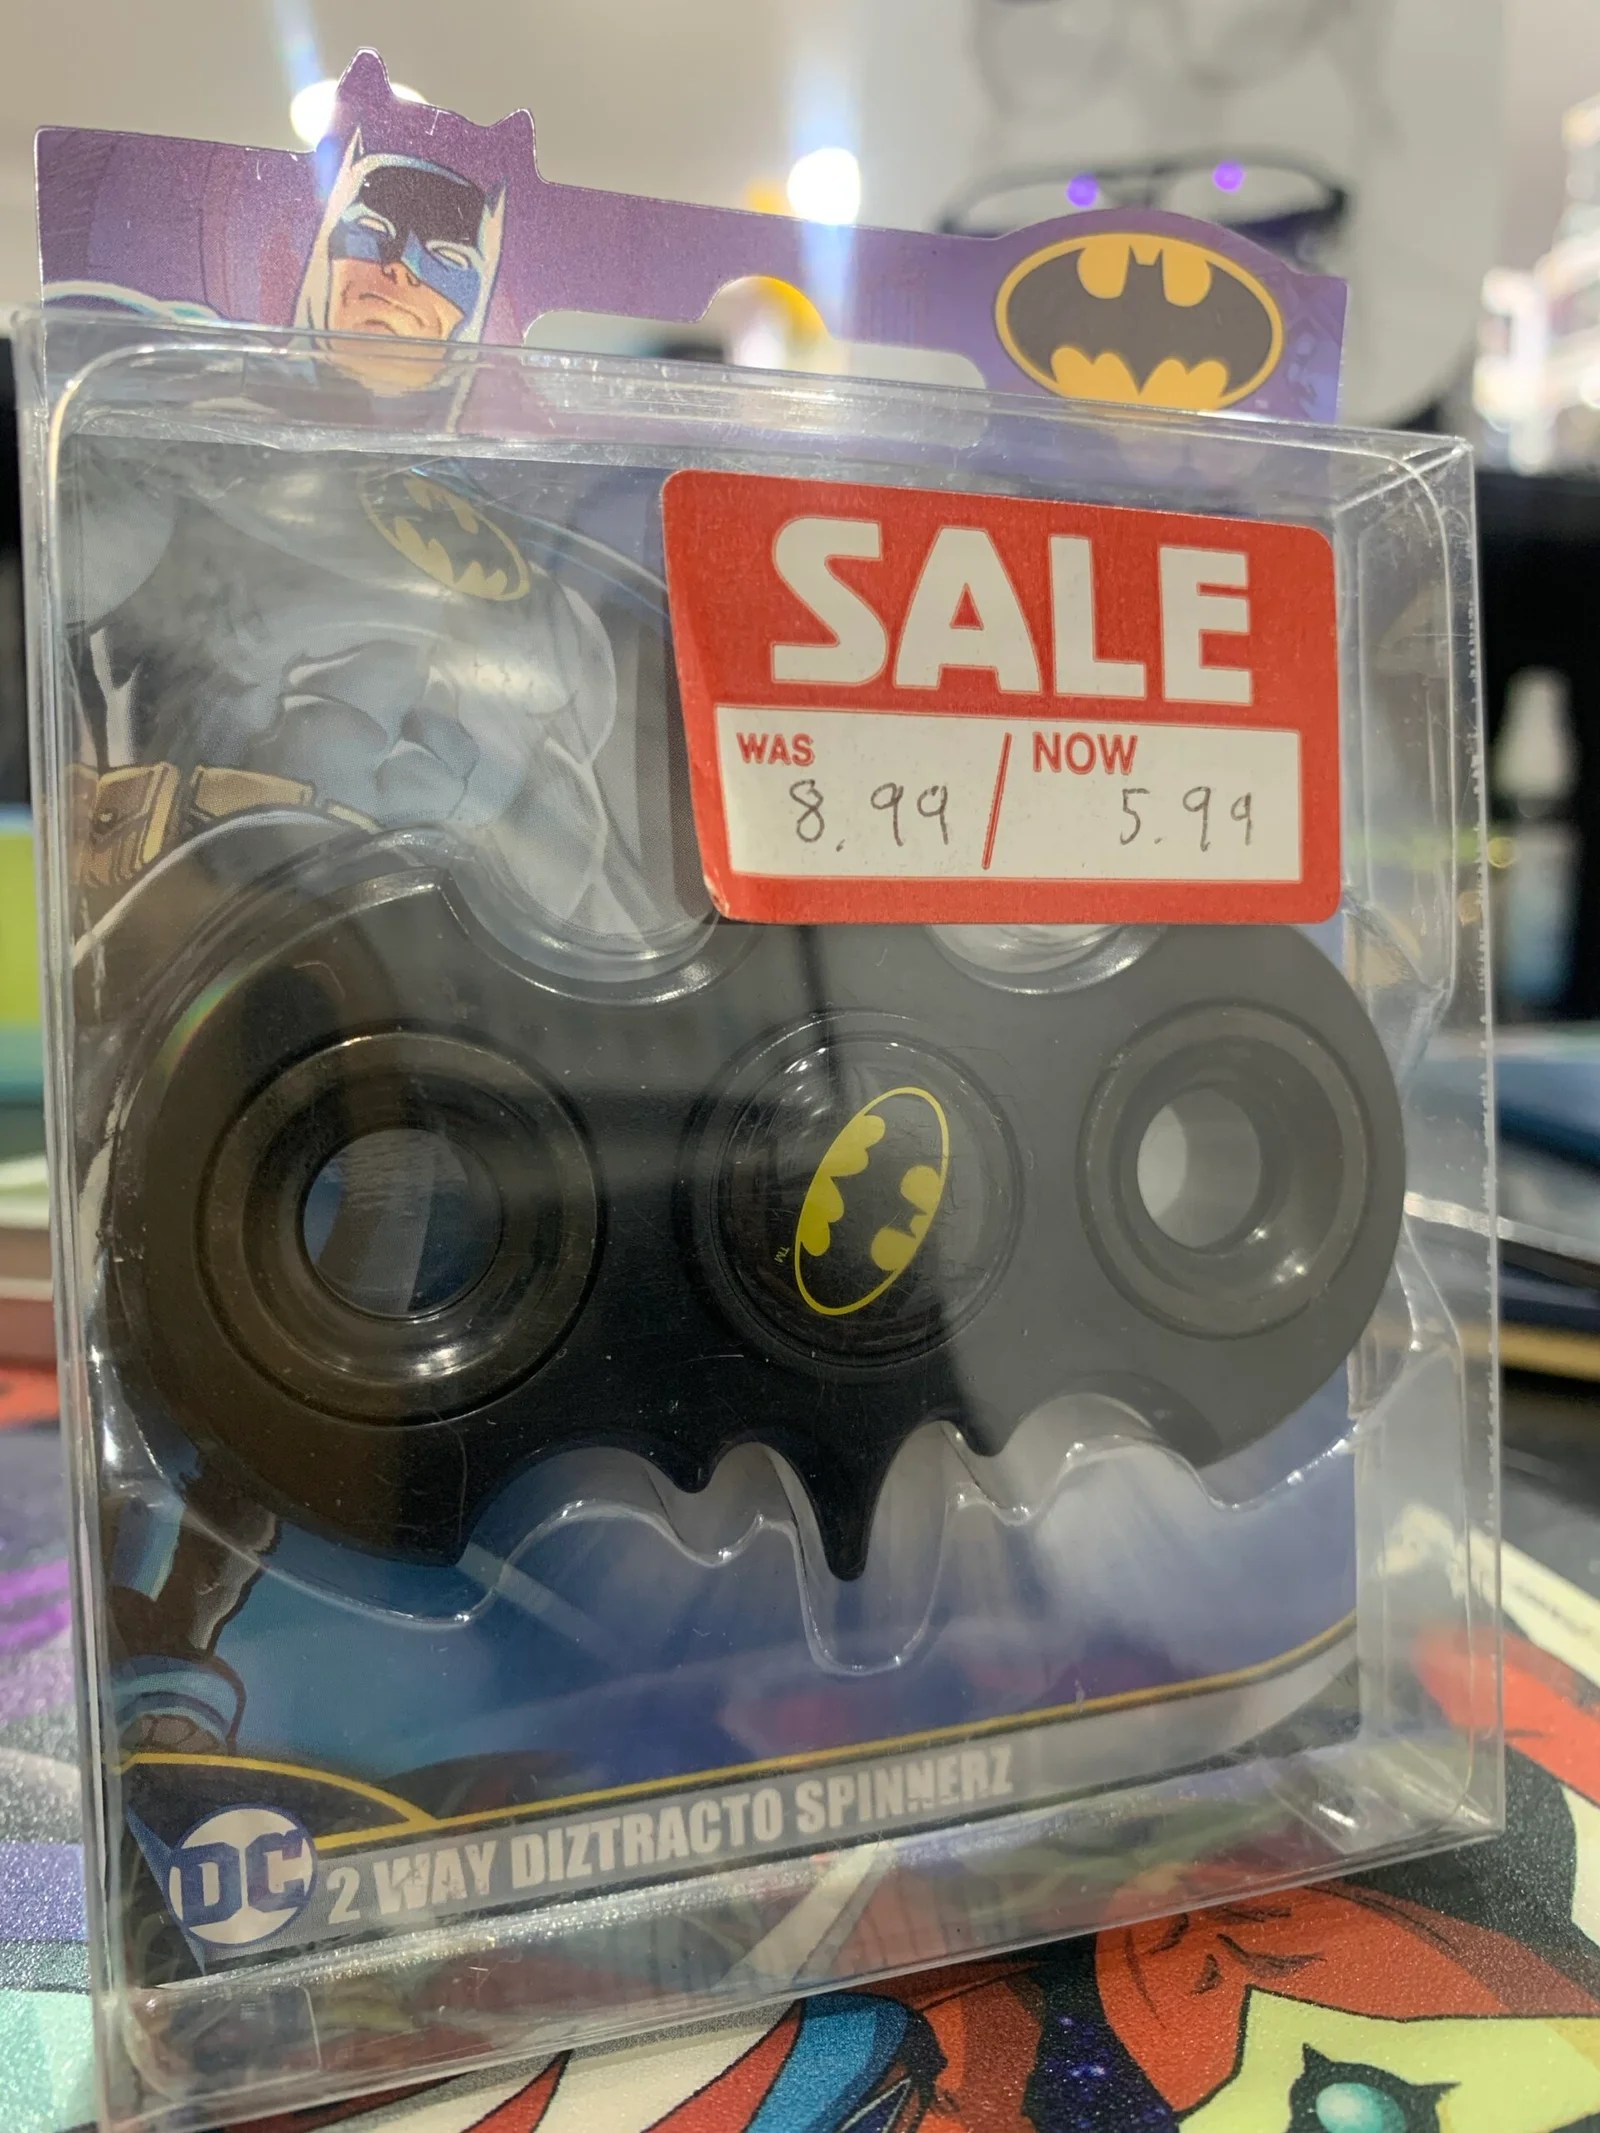 SALE
WAS / NOW
8.99 5.99
TM
DC 2 WAY DIZTRACTO SPINNERZ